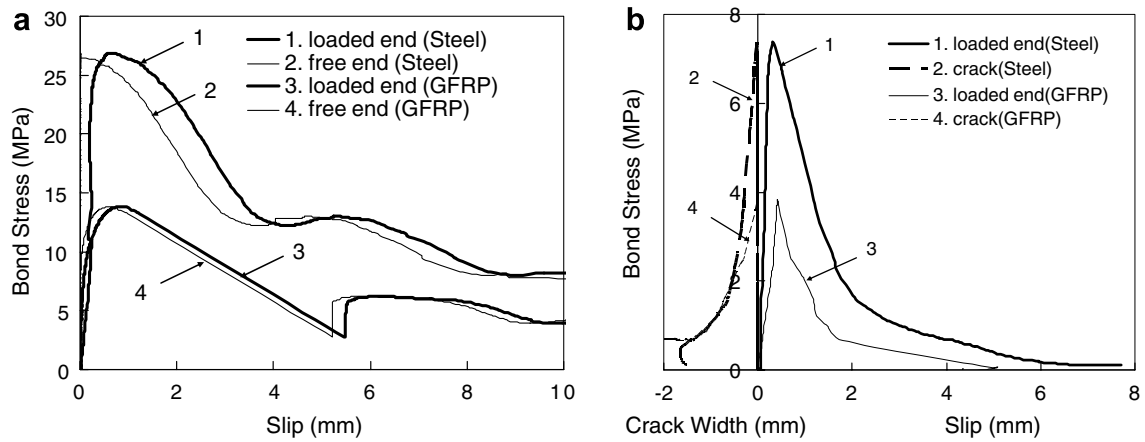 a
30
25
20
15
10
5
0
Bond Stress (MPa)
1
2
3
4
1. loaded end (Steel)
2. free end (Steel)
3. loaded end (GFRP)
4. free end (GFRP)
0 2 4 6 8 10
Slip (mm)
b
8
6
4
2
0
Bond Stress (MPa)
1
2
3
4
1. loaded end(Steel)
2. crack(Steel)
3. loaded end(GFRP)
4. crack(GFRP)
-2 0 2 4 6 8
Crack Width (mm) Slip (mm)